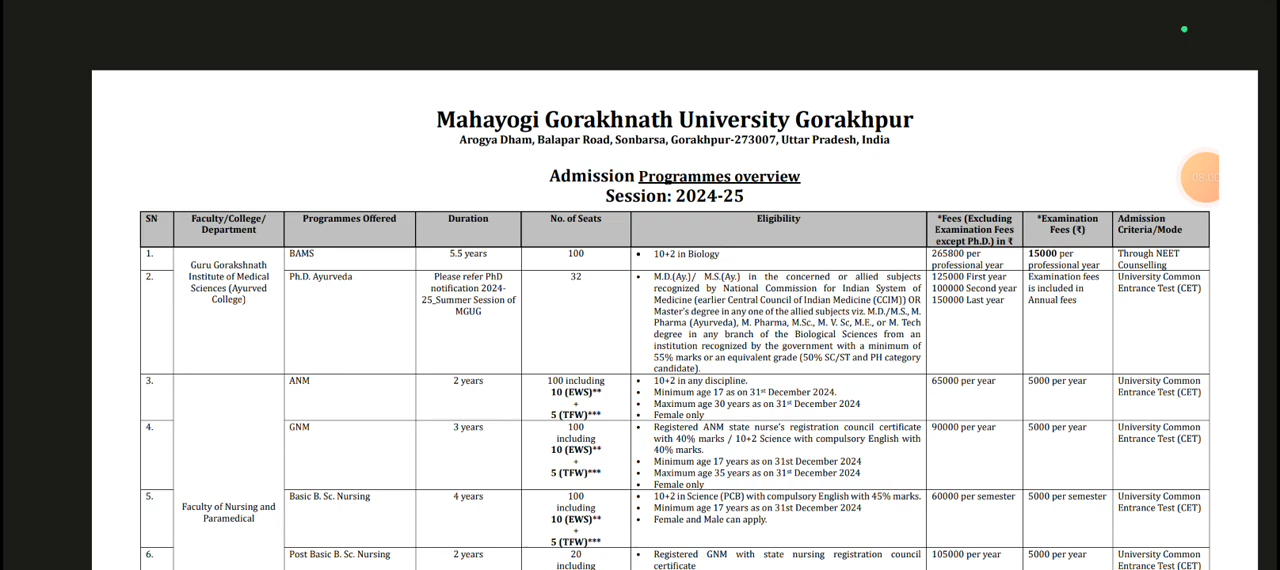 Mahayogi Gorakhnath University Gorakhpur
Arogya Dham, Balapar Road, Sonbarsa, Gorakhpur-273007, Uttar Pradesh, India
Admission Programmes overview
Session: 2024-25
SN Faculty/College/ Department Programmes Offered Duration No. of Seats Eligibility *Fees (Excluding Examination Fees except Ph.D.) in ₹ *Examination Fees (₹) Admission Criteria/Mode
Guru Gorakshnath
Institute of Medical
Sciences (Ayurved
College)
1. BAMS 5.5 years 100 • 10+2 in Biology 265800 per professional year 15000 per professional year Through NEET Counselling
2. Ph.D. Ayurveda
Please refer PhD
notification 2024-
25_Summer Session of
MGUG
32
• M.D.(Ay.)/ M.S.(Ay.) in the concerned or allied subjects
recognized by National Commission for Indian System of
Medicine (earlier Central Council of Indian Medicine (CCIM)) OR
Master's degree in any one of the allied subjects viz. M.D./M.S., M.
Pharma (Ayurveda), M. Pharma, M.Sc., M. V. Sc, M.E., or M. Tech
degree in any branch of the Biological Sciences from an
institution recognized by the government with a minimum of
55% marks or an equivalent grade (50% SC/ST and PH category
candidate).
125000 First year
100000 Second year
150000 Last year
Examination fees
is included in
Annual fees
University Common
Entrance Test (CET)
Faculty of Nursing and
Paramedical
3. ANM 2 years
100 including
10 (EWS)**
+
5 (TFW)***
• 10+2 in any discipline.
• Minimum age 17 as on 31st December 2024.
• Maximum age 30 years as on 31st December 2024
• Female only
65000 per year 5000 per year
University Common
Entrance Test (CET)
4. GNM 3 years
100
including
10 (EWS)**
+
5 (TFW)***
• Registered ANM state nurse's registration council certificate
with 40% marks / 10+2 Science with compulsory English with
40% marks.
• Minimum age 17 years as on 31st December 2024
• Maximum age 35 years as on 31st December 2024
• Female only
90000 per year 5000 per year
University Common
Entrance Test (CET)
5. Basic B. Sc. Nursing 4 years
100
including
10 (EWS)**
+
5 (TFW)***
• 10+2 in Science (PCB) with compulsory English with 45% marks.
• Minimum age 17 years as on 31st December 2024
• Female and Male can apply.
60000 per semester 5000 per semester
University Common
Entrance Test (CET)
6. Post Basic B. Sc. Nursing 2 years
20
including
• Registered GNM with state nursing registration council
certificate
105000 per year 5000 per year
University Common
Entrance Test (CET)